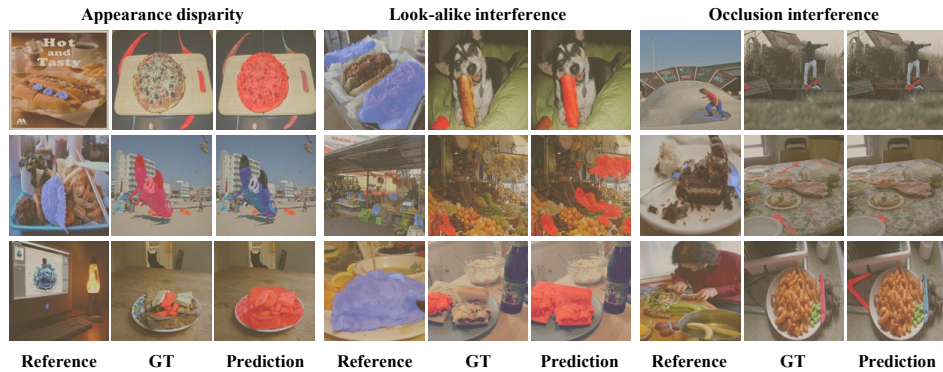 Appearance disparity
Look-alike interference
Occlusion interference
Hot
and
Tasty
Reference
GT
Prediction
Reference
GT
Prediction
Reference
GT
Prediction